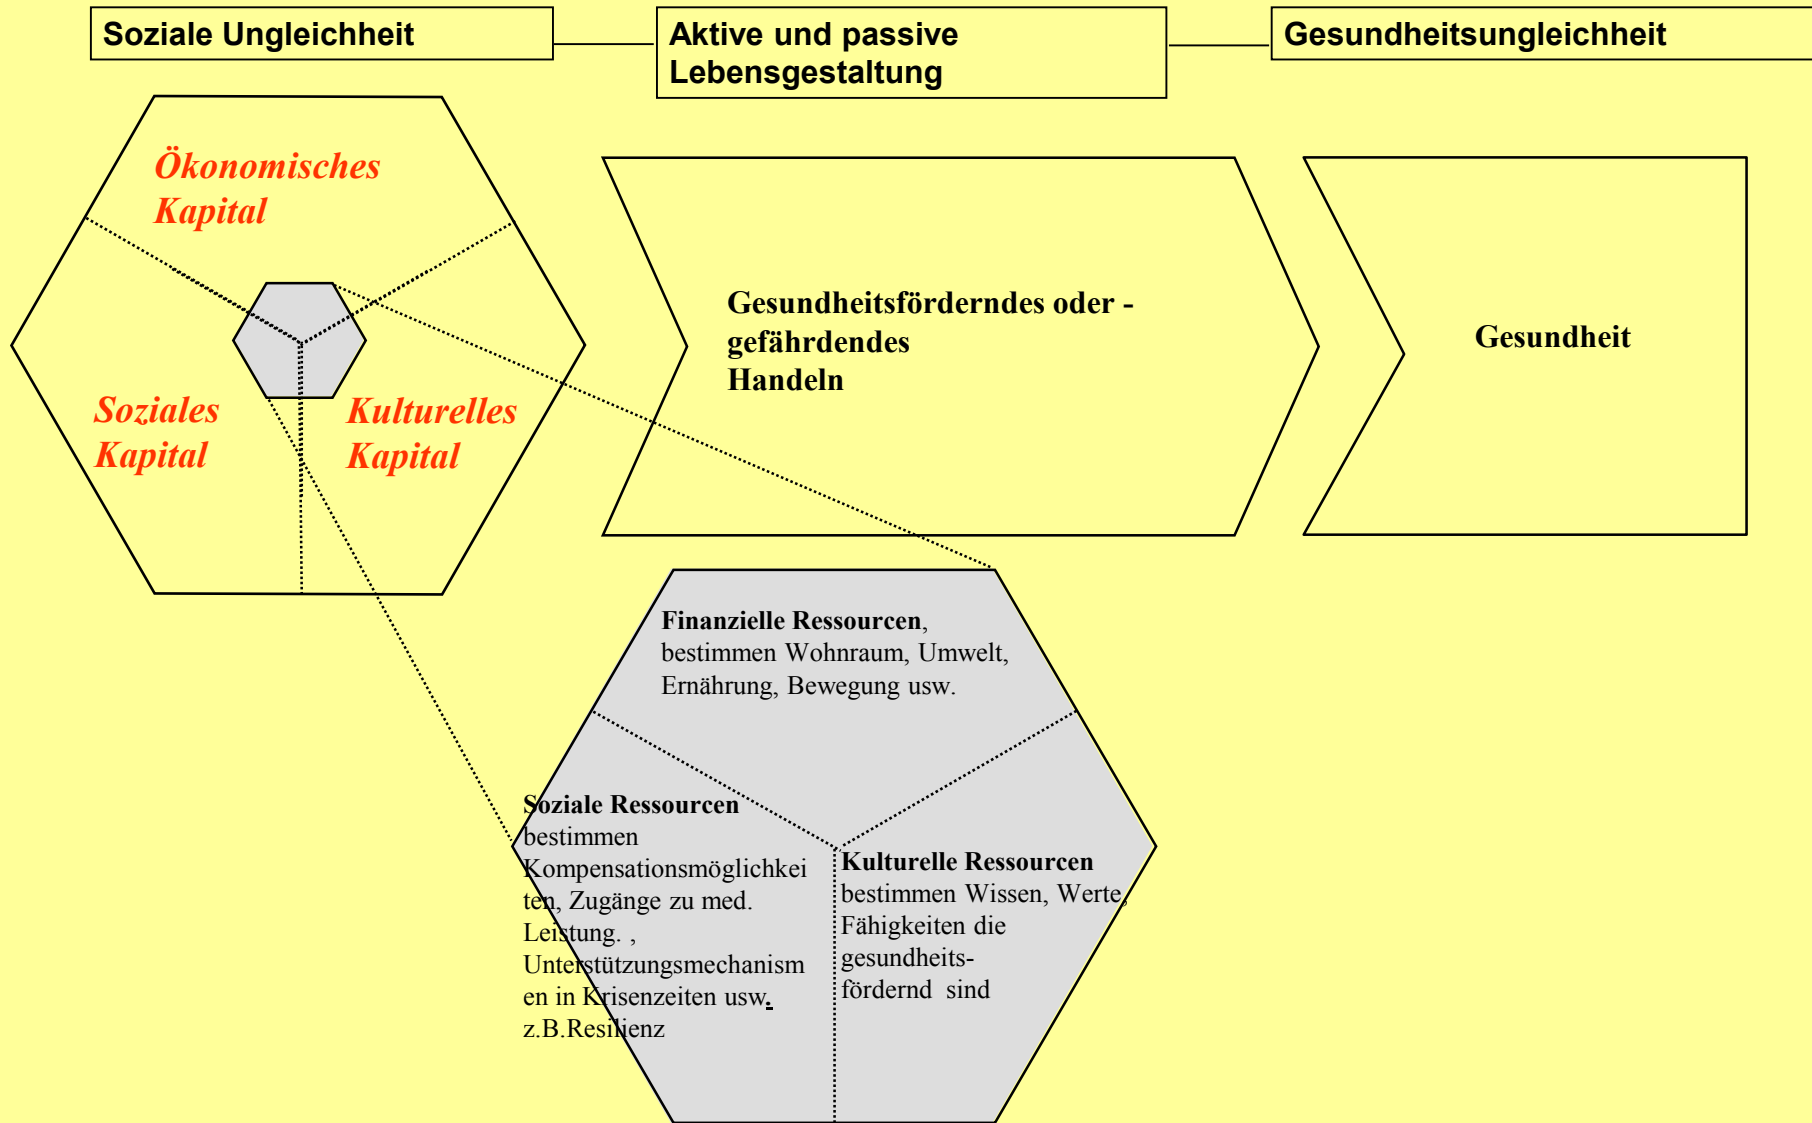 Soziale Ungleichheit
Aktive und passive
Lebensgestaltung
Gesundheitsungleichheit
Ökonomisches
Kapital
Soziales
Kapital
Kulturelles
Kapital
Gesundheitsförderndes oder -
gefährdendes
Handeln
Gesundheit
Finanzielle Ressourcen,
bestimmen Wohnraum, Umwelt,
Ernährung, Bewegung usw.
Soziale Ressourcen
bestimmen
Kompensationsmöglichkei
ten, Zugänge zu med.
Leistung. ,
Unterstützungsmechanism
en in Krisenzeiten usw.
z.B.Resilienz
Kulturelle Ressourcen
bestimmen Wissen, Werte,
Fähigkeiten die
gesundheits-
fördernd sind